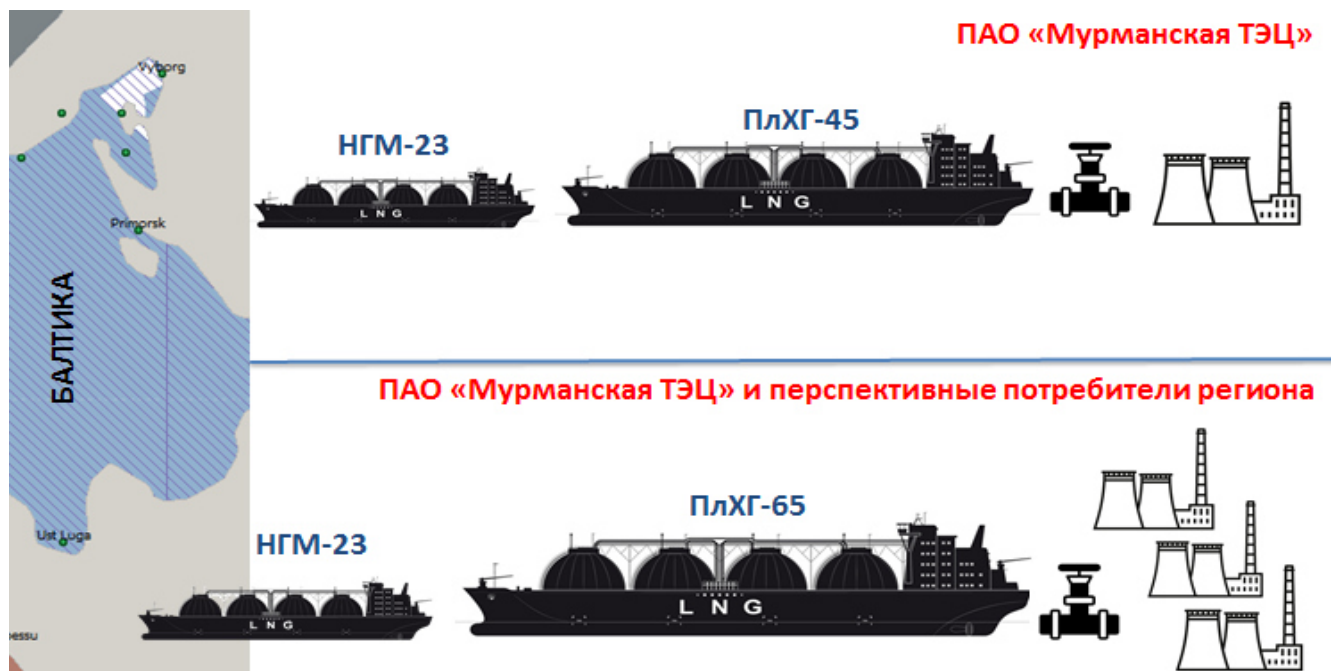 ПАО «Мурманская ТЭЦ»
Vyborg
НГМ-23
ПлХГ-45
LNG
LNG
Primorsk
БАЛТИКА
ПАО «Мурманская ТЭЦ» и перспективные потребители региона
Ust Luga
НГМ-23
ПлХГ-65
LNG
LNG
essu